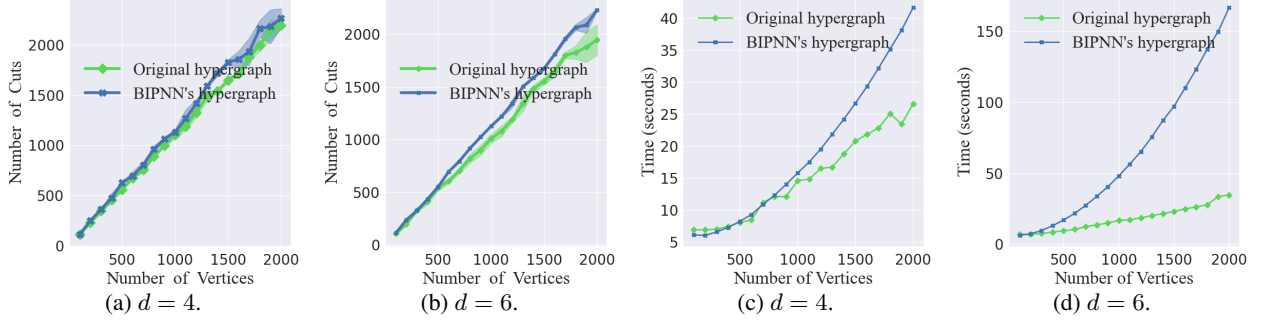 Number of Cuts
2000
1500
1000
500
0
Original hypergraph
BIPNN's hypergraph
500
1000
1500
2000
Number of Vertices
(a) d = 4.
Number of Cuts
2000
1500
1000
500
0
Original hypergraph
BIPNN's hypergraph
500
1000
1500
2000
Number of Vertices
(b) d = 6.
Time (seconds)
40
35
30
25
20
15
10
5
Original hypergraph
BIPNN's hypergraph
500
1000
1500
2000
Number of Vertices
(c) d = 4.
Time (seconds)
150
100
50
0
Original hypergraph
BIPNN's hypergraph
500
1000
1500
2000
Number of Vertices
(d) d = 6.